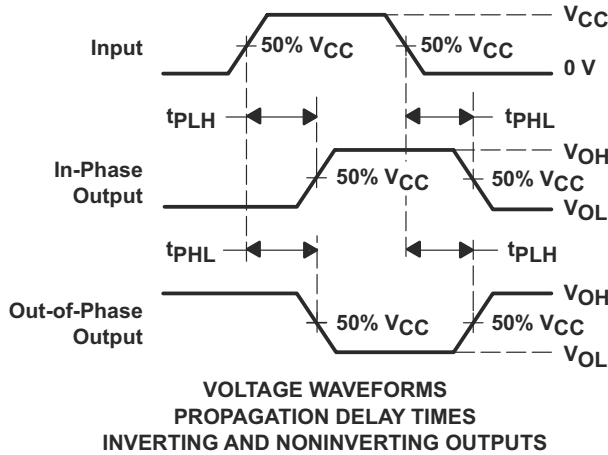 VCC
Input
50% VCC
50% VCC
0 V
tPLH
tPHL
In-Phase
Output
VOH
50% VCC
50% VCC
VOL
tPHL
tPLH
Out-of-Phase
Output
VOH
50% VCC
50% VCC
VOL
VOLTAGE WAVEFORMS
PROPAGATION DELAY TIMES
INVERTING AND NONINVERTING OUTPUTS